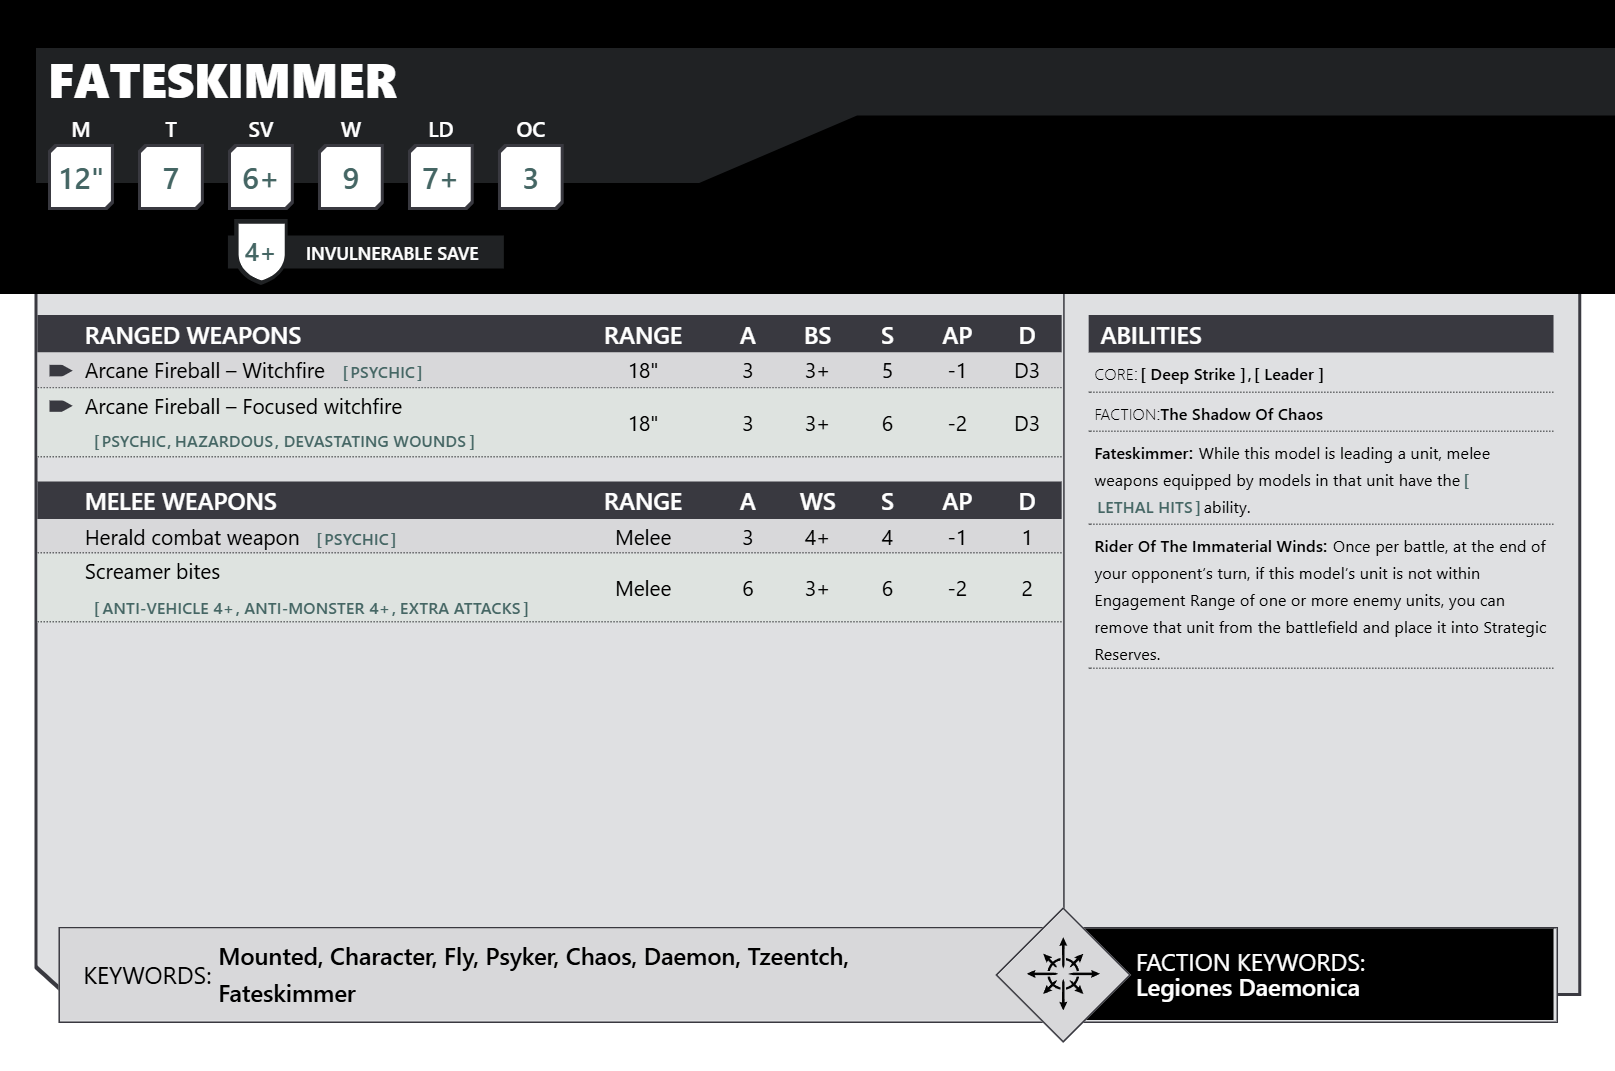 FATESKIMMER
M T SV W LD OC
12" 7 6+ 9 7+ 3
4+ INVULNERABLE SAVE
RANGED WEAPONS RANGE A BS S AP D
Arcane Fireball – Witchfire [PSYCHIC] 18" 3 3+ 5 -1 D3
Arcane Fireball – Focused witchfire
[PSYCHIC, HAZARDOUS, DEVASTATING WOUNDS] 18" 3 3+ 6 -2 D3
MELEE WEAPONS RANGE A WS S AP D
Herald combat weapon [PSYCHIC] Melee 3 4+ 4 -1 1
Screamer bites
[ANTI-VEHICLE 4+, ANTI-MONSTER 4+, EXTRA ATTACKS] Melee 6 3+ 6 -2 2
ABILITIES
CORE: [ Deep Strike ], [ Leader ]
FACTION:The Shadow Of Chaos
Fateskimmer: While this model is leading a unit, melee
weapons equipped by models in that unit have the [
LETHAL HITS] ability.
Rider Of The Immaterial Winds: Once per battle, at the end of
your opponent’s turn, if this model’s unit is not within
Engagement Range of one or more enemy units, you can
remove that unit from the battlefield and place it into Strategic
Reserves.
KEYWORDS: Mounted, Character, Fly, Psyker, Chaos, Daemon, Tzeentch,
Fateskimmer
FACTION KEYWORDS:
Legiones Daemonica